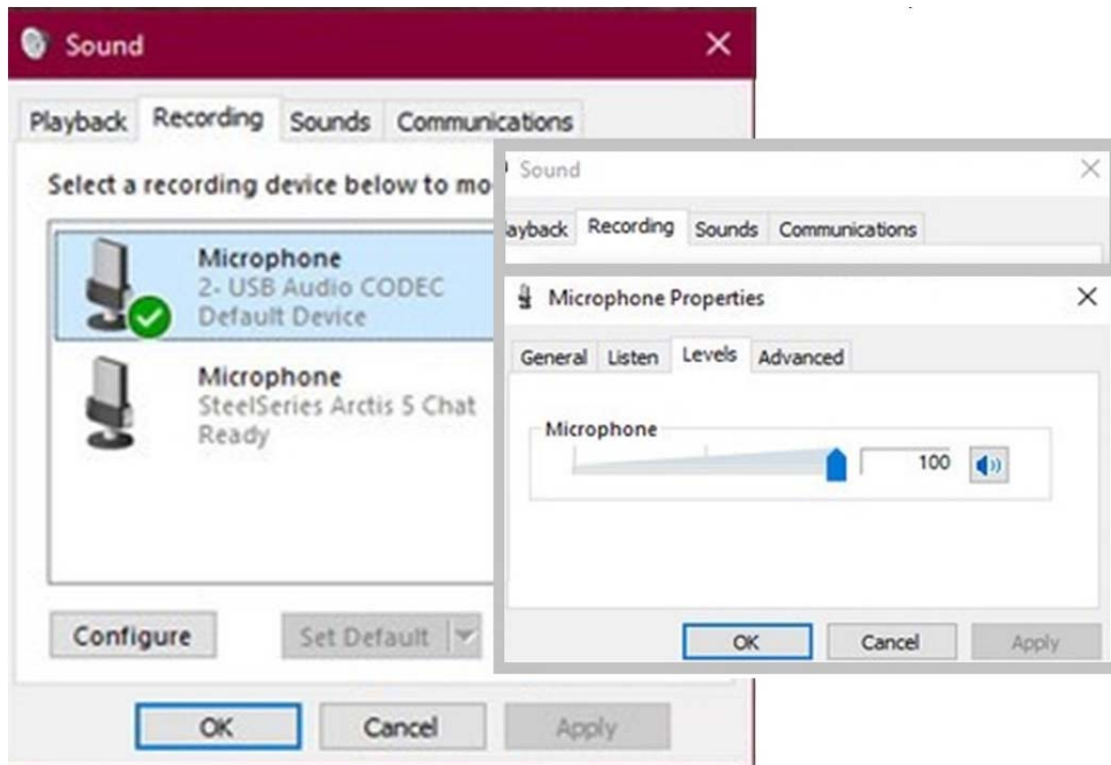 Sound
Playback Recording Sounds Communications
Select a recording device below to mo
Microphone
2- USB Audio CODEC
Default Device
Microphone
SteelSeries Arctis 5 Chat
Ready
Configure Set Default
OK Cancel Apply
Sound
layback Recording Sounds Communications
Microphone Properties
General Listen Levels Advanced
Microphone
100
OK Cancel Apply